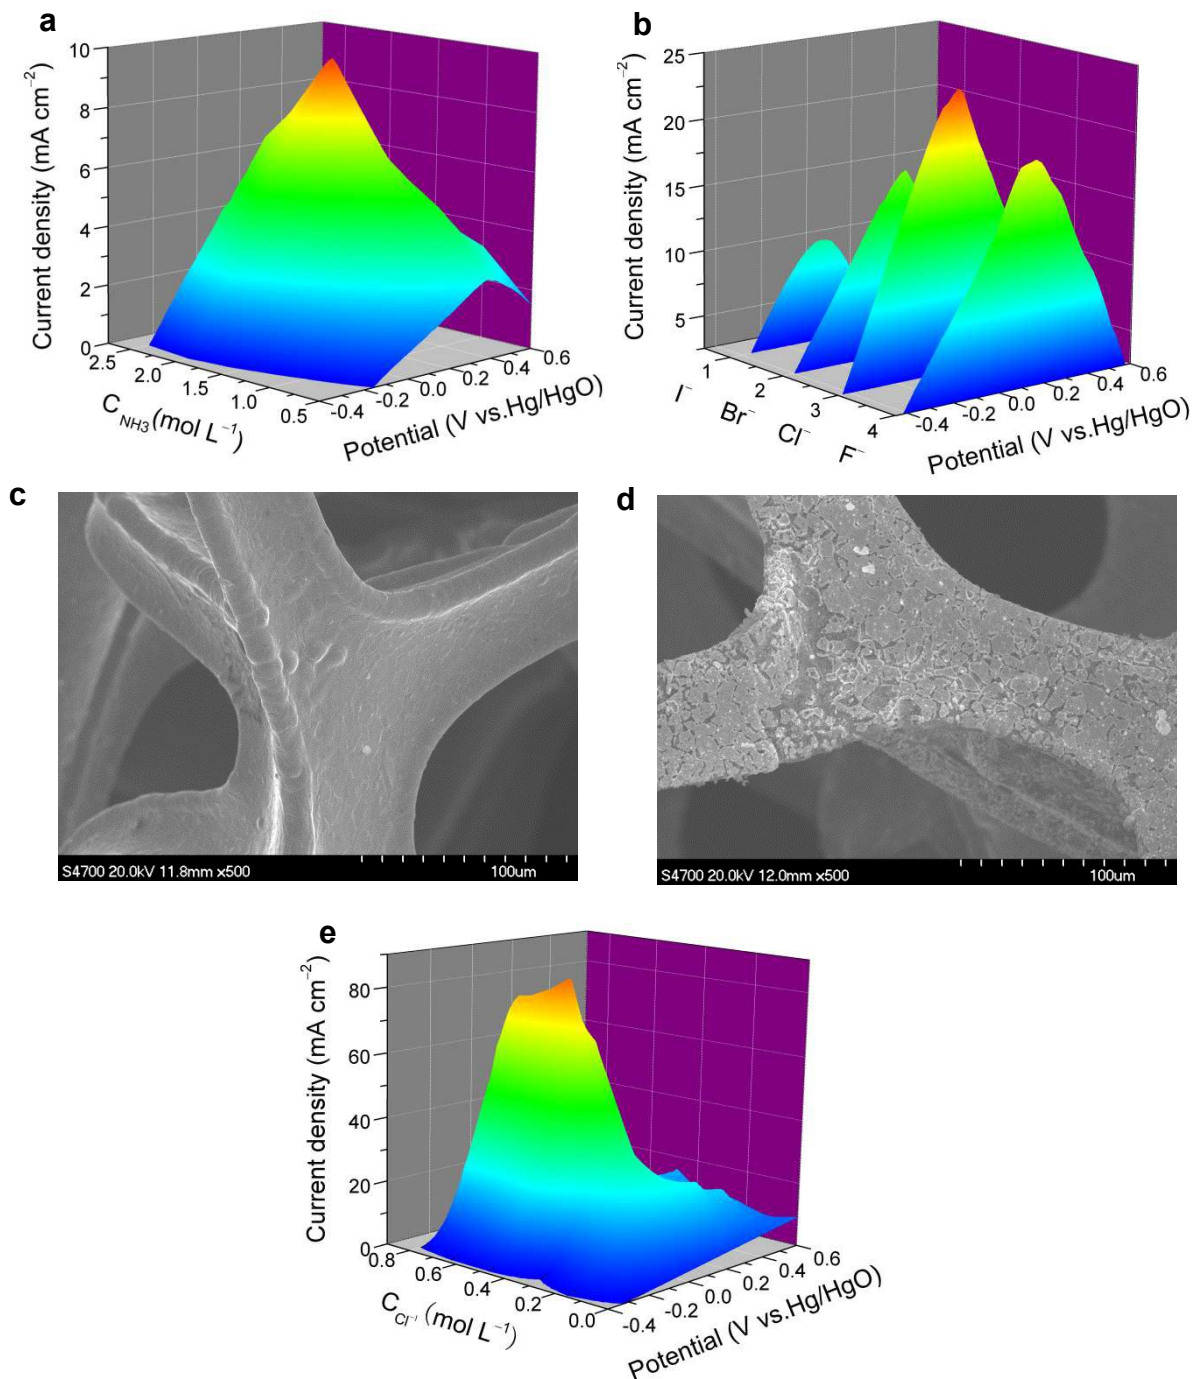 a
Current density (mA cm⁻²)
10
8
6
4
2
0
2.5
2.0
1.5
1.0
0.5
C_NH3 (mol L⁻¹)
-0.4
-0.2
0.0
0.2
0.4
0.6
Potential (V vs.Hg/HgO)
b
Current density (mA cm⁻²)
25
20
15
10
5
1
2
3
4
I⁻
Br⁻
Cl⁻
F⁻
-0.4
-0.2
0.0
0.2
0.4
0.6
Potential (V vs.Hg/HgO)
c
S4700 20.0kV 11.8mm x500
100um
d
S4700 20.0kV 12.0mm x500
100um
e
Current density (mA cm⁻²)
80
60
40
20
0
0.8
0.6
0.4
0.2
0.0
C_Cl⁻¹ (mol L⁻¹)
-0.4
-0.2
0.0
0.2
0.4
0.6
Potential (V vs.Hg/HgO)